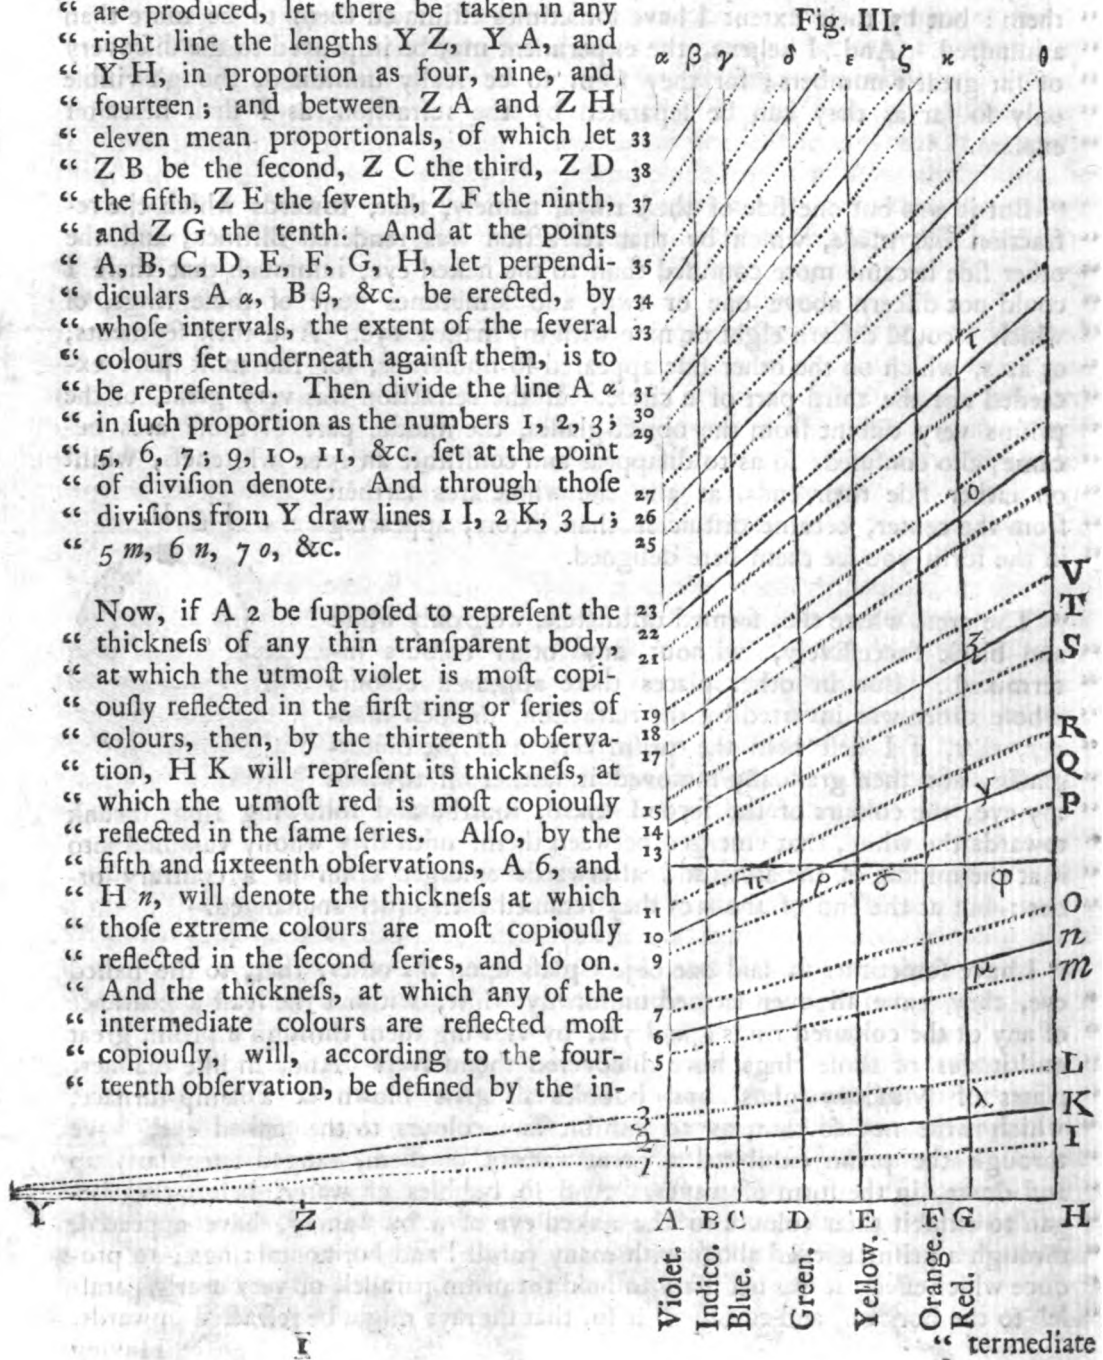 “ are produced, let there be taken in any
“ right line the lengths Y Z, Y A, and
“ Y H, in proportion as four, nine, and
“ fourteen; and between Z A and Z H
“ eleven mean proportionals, of which let
“ Z B be the ſecond, Z C the third, Z D
“ the fifth, Z E the ſeventh, Z F the ninth,
“ and Z G the tenth. And at the points
“ A, B, C, D, E, F, G, H, let perpendi-
“ diculars A α, B β, &c. be erected, by
“ whoſe intervals, the extent of the ſeveral
“ colours ſet underneath againſt them, is to
“ be repreſented. Then divide the line A α
“ in ſuch proportion as the numbers 1, 2, 3;
“ 5, 6, 7; 9, 10, 11, &c. ſet at the point
“ of diviſion denote. And through thoſe
“ diviſions from Y draw lines 1 I, 2 K, 3 L;
“ 5 m, 6 n, 7 o, &c.
Now, if A 2 be ſuppoſed to repreſent the
“ thickneſs of any thin tranſparent body,
“ at which the utmoſt violet is moſt copi-
“ ouſly reflected in the firſt ring or ſeries of
“ colours, then, by the thirteenth obſerva-
“ tion, H K will repreſent its thickneſs, at
“ which the utmoſt red is moſt copiouſly
“ reflected in the ſame ſeries. Alſo, by the
“ fifth and ſixteenth obſervations, A 6, and
“ H n, will denote the thickneſs at which
“ thoſe extreme colours are moſt copiouſly
“ reflected in the ſecond ſeries, and ſo on.
“ And the thickneſs, at which any of the
“ intermediate colours are reflected moſt
“ copiouſly, will, according to the four-
“ teenth obſervation, be defined by the in-
Fig. III.
α β γ δ ε ζ κ θ
33
38
37
35
34
33
31
30
29
27
26
25
23
22
21
19
18
17
15
14
13
11
10
9
7
6
5
3
2
1
τ
o
V
T
S
R
Q
P
o
n
m
L
K
I
H
π ρ σ φ
μ
λ
Y Z A B C D E F G
Violet.
Indico.
Blue.
Green.
Yellow.
Orange.
Red.
“ termediate